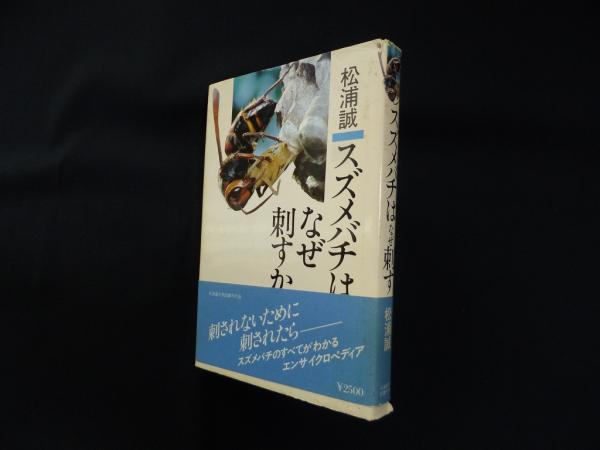 松浦誠
スズメバチは
なぜ
刺すか
刺されないために
刺されたら――
スズメバチのすべてがわかる
エンサイクロペディア
¥2500
スズメバチはなぜ刺す
松浦誠